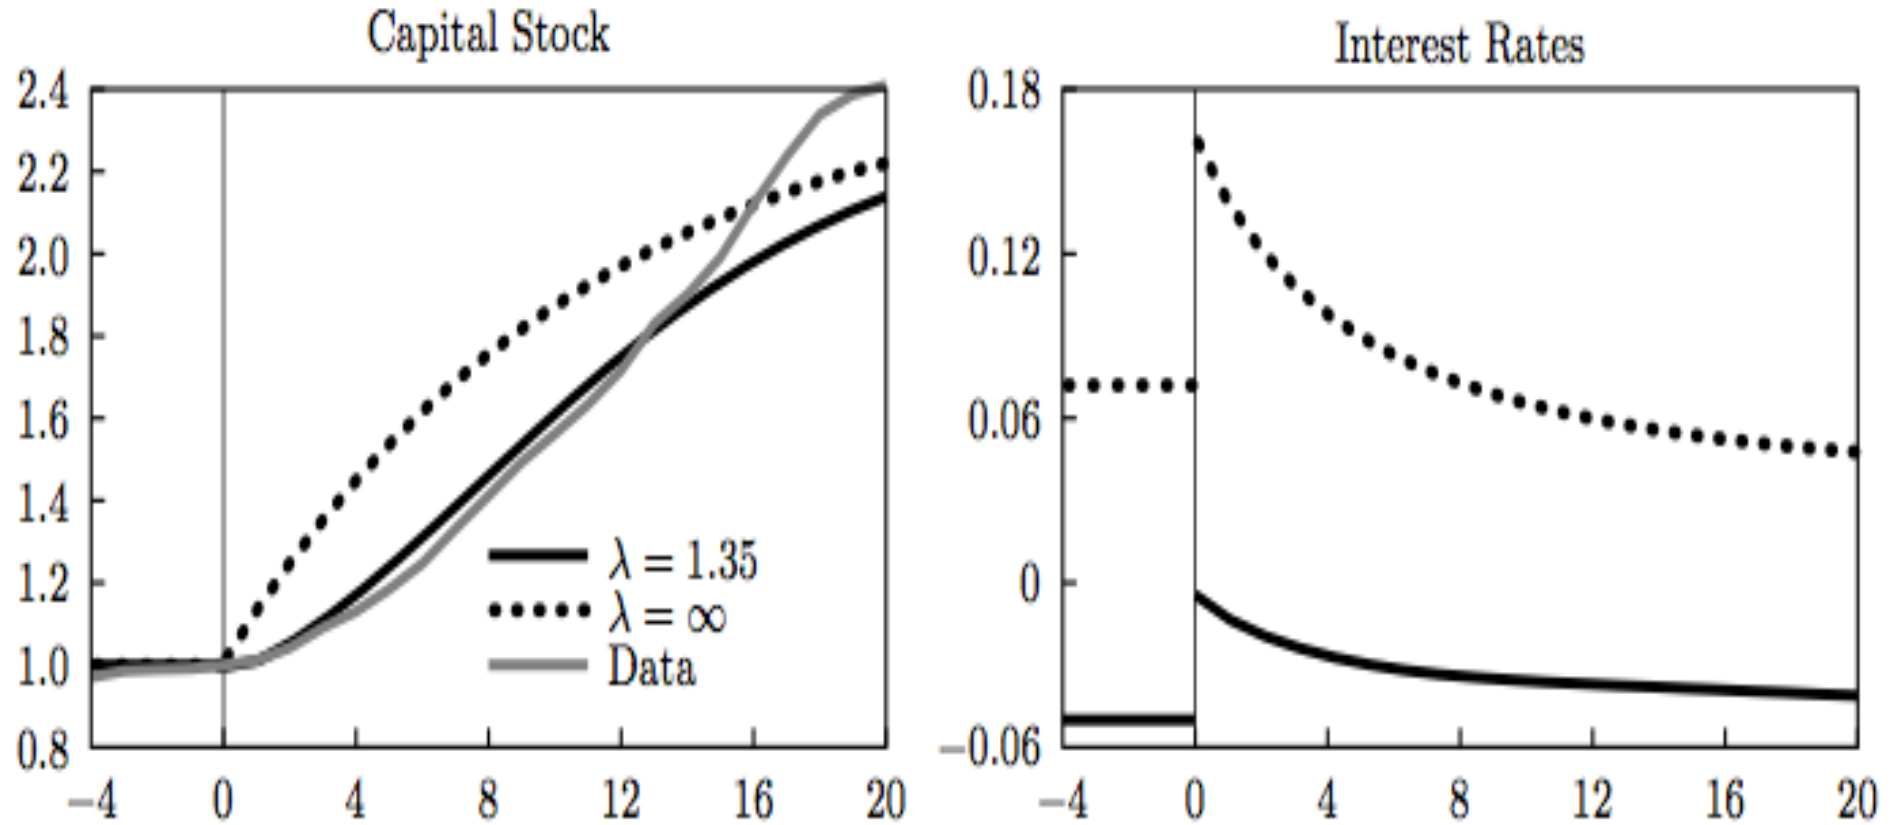 Capital Stock
2.4
2.2
2.0
1.8
1.6
1.4
1.2
1.0
0.8
−4 0 4 8 12 16 20
λ = 1.35
λ = ∞
Data
Interest Rates
0.18
0.12
0.06
0
−0.06
−4 0 4 8 12 16 20